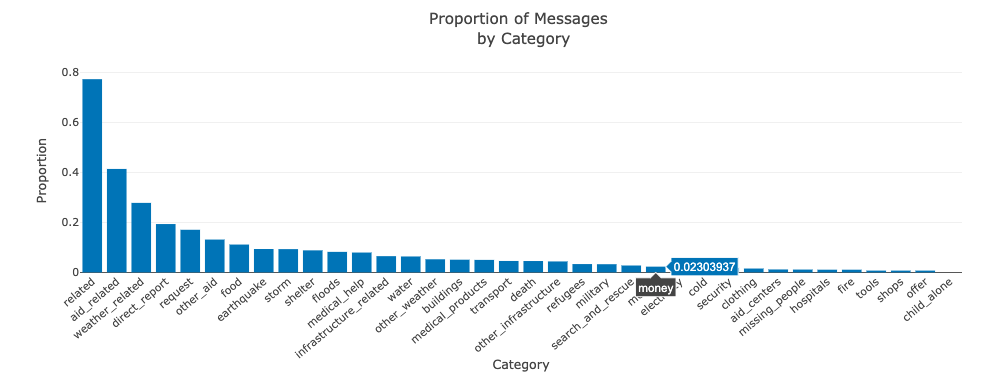 Proportion of Messages
by Category
0.8
0.6
0.4
0.2
0
Proportion
related
aid_related
weather_related
direct_report
request
other_aid
food
earthquake
storm
shelter
floods
medical_help
infrastructure_related
water
other_weather
buildings
medical_products
transport
death
other_infrastructure
refugees
military
search_and_rescue
money
0.02303937
cold
security
clothing
aid_centers
missing_people
hospitals
fire
tools
shops
offer
child_alone
Category